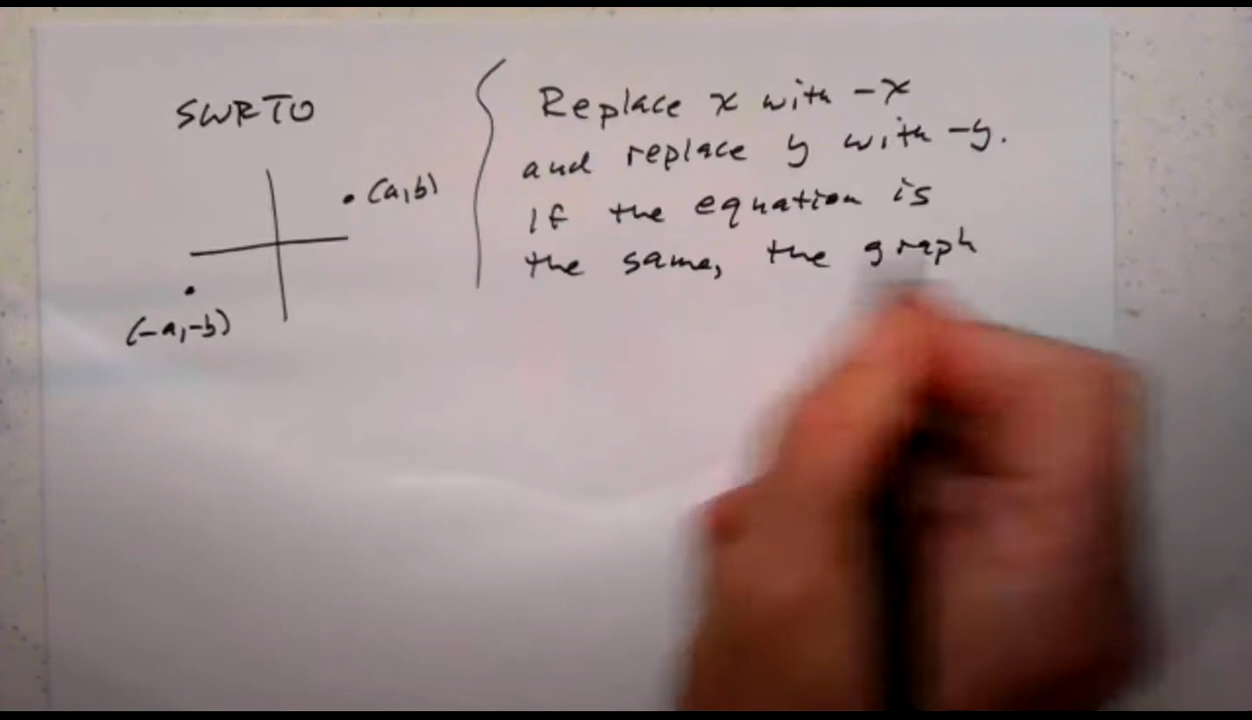 SWRTO
(a,b)
(-a,-b)
Replace x with -x
and replace y with -y.
If the equation is
the same, the graph